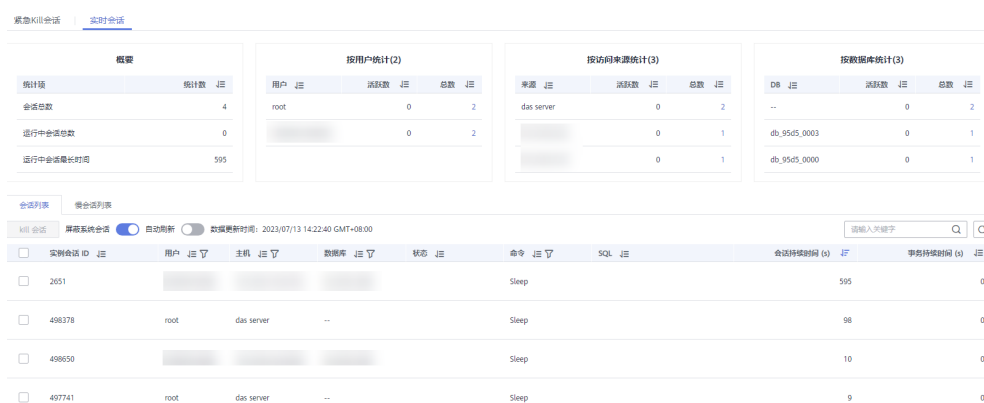 紧急Kill会话 实时会话
概要 按用户统计(2) 按访问来源统计(3) 按数据库统计(3)
统计项 统计数 用户 活跃数 总数 来源 活跃数 总数 DB 活跃数 总数
会话总数 4 root 0 2 das server 0 2 -- 0 2
运行中会话总数 0 0 2 0 1 db_95d5_0003 0 1
运行中会话最长时间 595 0 1 db_95d5_0000 0 1
会话列表 慢会话列表
kill 会话 屏蔽系统会话 自动刷新 数据更新时间: 2023/07/13 14:22:40 GMT+08:00 请输入关键字
实例会话 ID 用户 主机 数据库 状态 命令 SQL 会话持续时间 (s) 事务持续时间 (s)
2651 Sleep 595 0
498378 root das server -- Sleep 98 0
498650 Sleep 10 0
497741 root das server -- Sleep 9 0